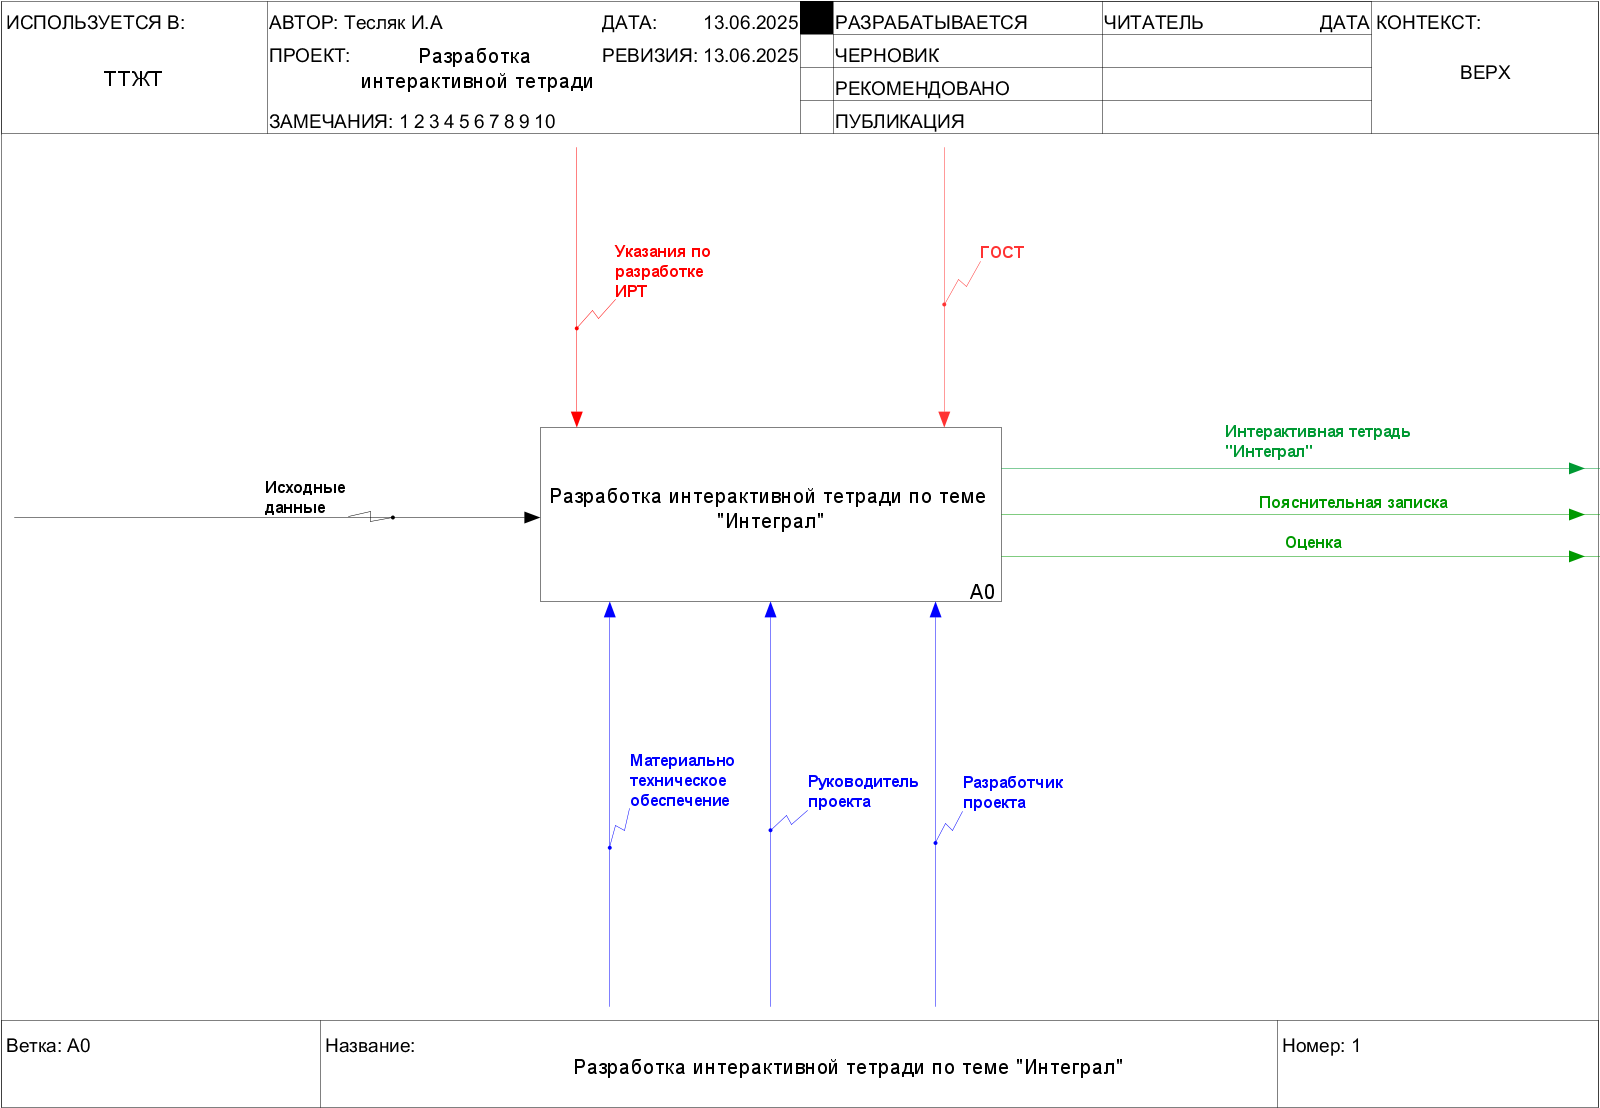 ИСПОЛЬЗУЕТСЯ В:
ТТЖТ
АВТОР: Тесляк И.А
ДАТА: 13.06.2025
ПРОЕКТ: Разработка
интерактивной тетради
РЕВИЗИЯ: 13.06.2025
ЗАМЕЧАНИЯ: 1 2 3 4 5 6 7 8 9 10
РАЗРАБАТЫВАЕТСЯ
ЧЕРНОВИК
РЕКОМЕНДОВАНО
ПУБЛИКАЦИЯ
ЧИТАТЕЛЬ ДАТА
КОНТЕКСТ:
ВЕРХ
Указания по
разработке
ИРТ
ГОСТ
Интерактивная тетрадь
"Интеграл"
Исходные
данные
Разработка интерактивной тетради по теме
"Интеграл"
A0
Пояснительная записка
Оценка
Материально
техническое
обеспечение
Руководитель
проекта
Разработчик
проекта
Ветка: A0
Название:
Разработка интерактивной тетради по теме "Интеграл"
Номер: 1